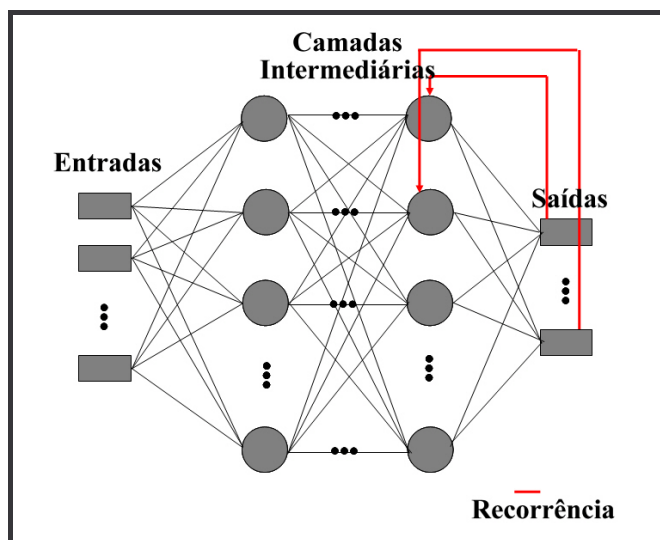 Camadas
Intermediárias
Entradas
Saídas
Recorrência